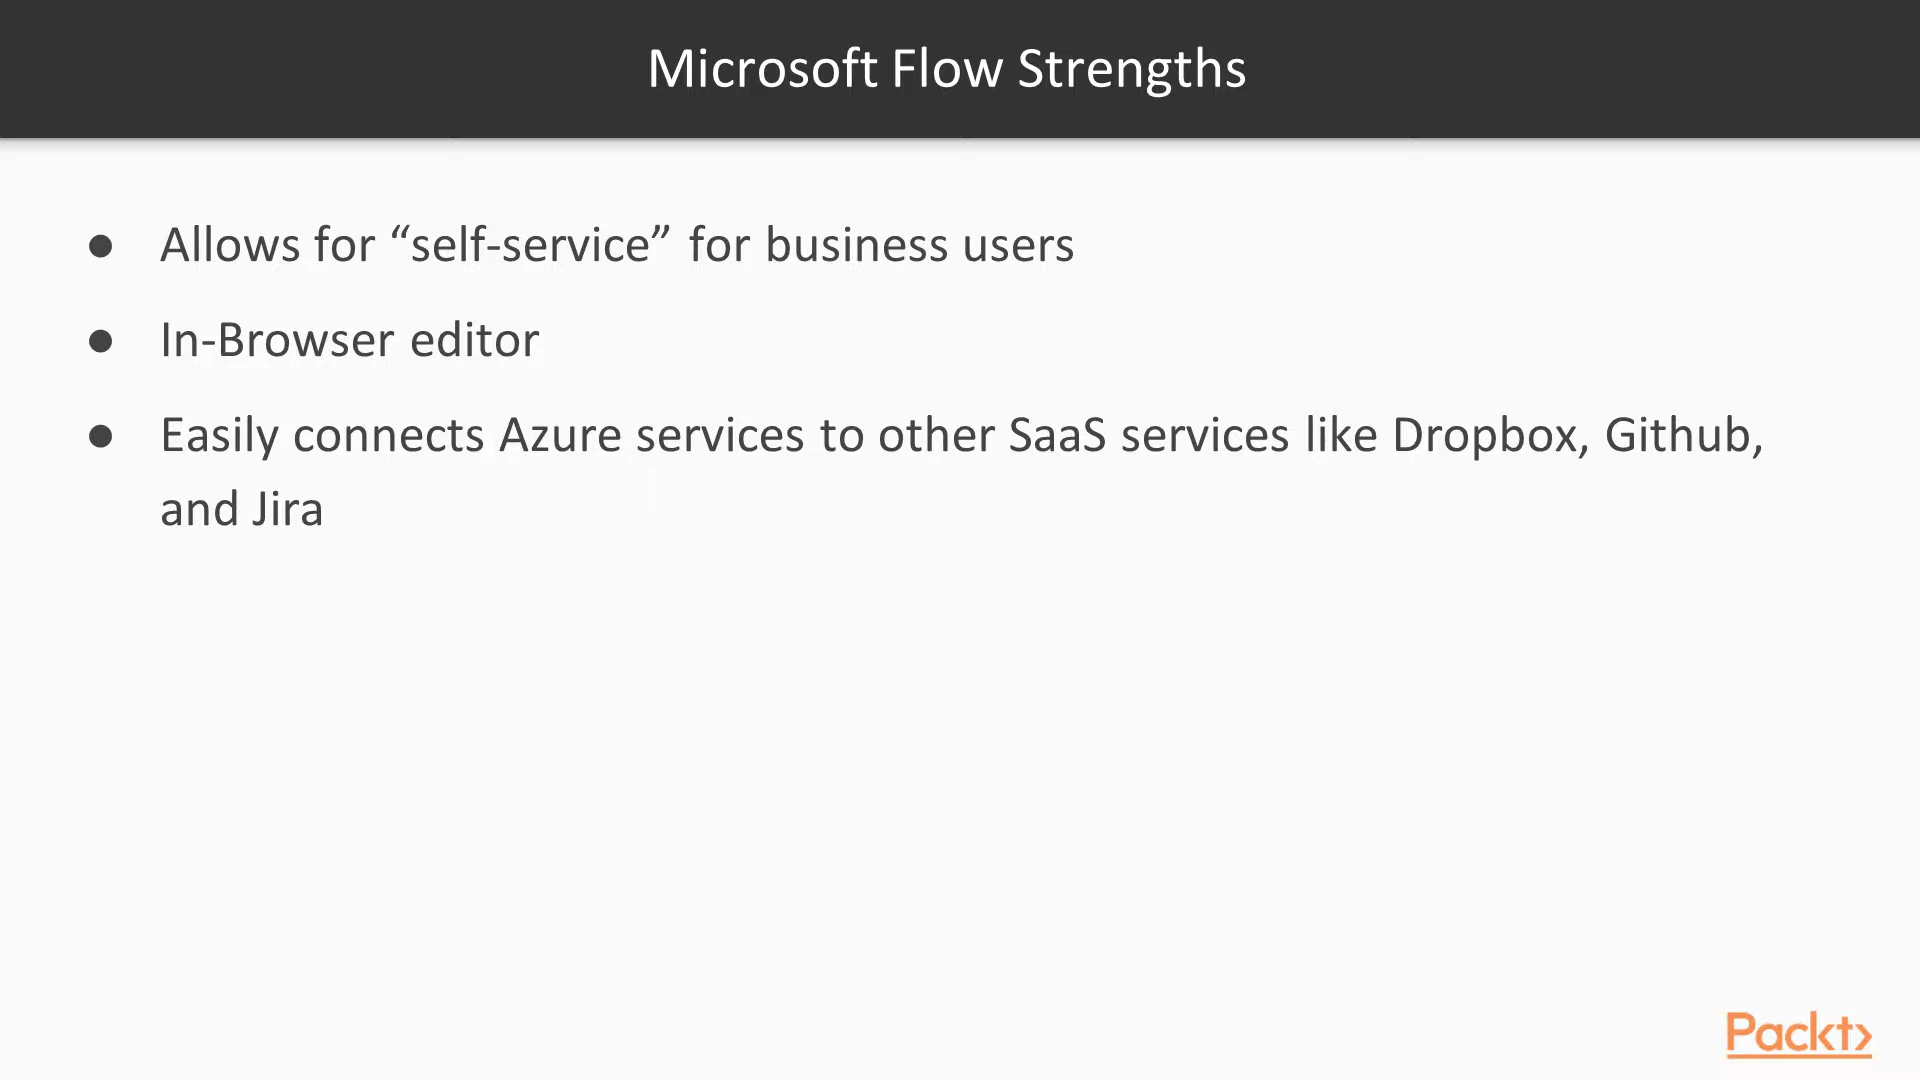 Microsoft Flow Strengths
● Allows for “self-service” for business users
● In-Browser editor
● Easily connects Azure services to other SaaS services like Dropbox, Github,
and Jira
Packt>